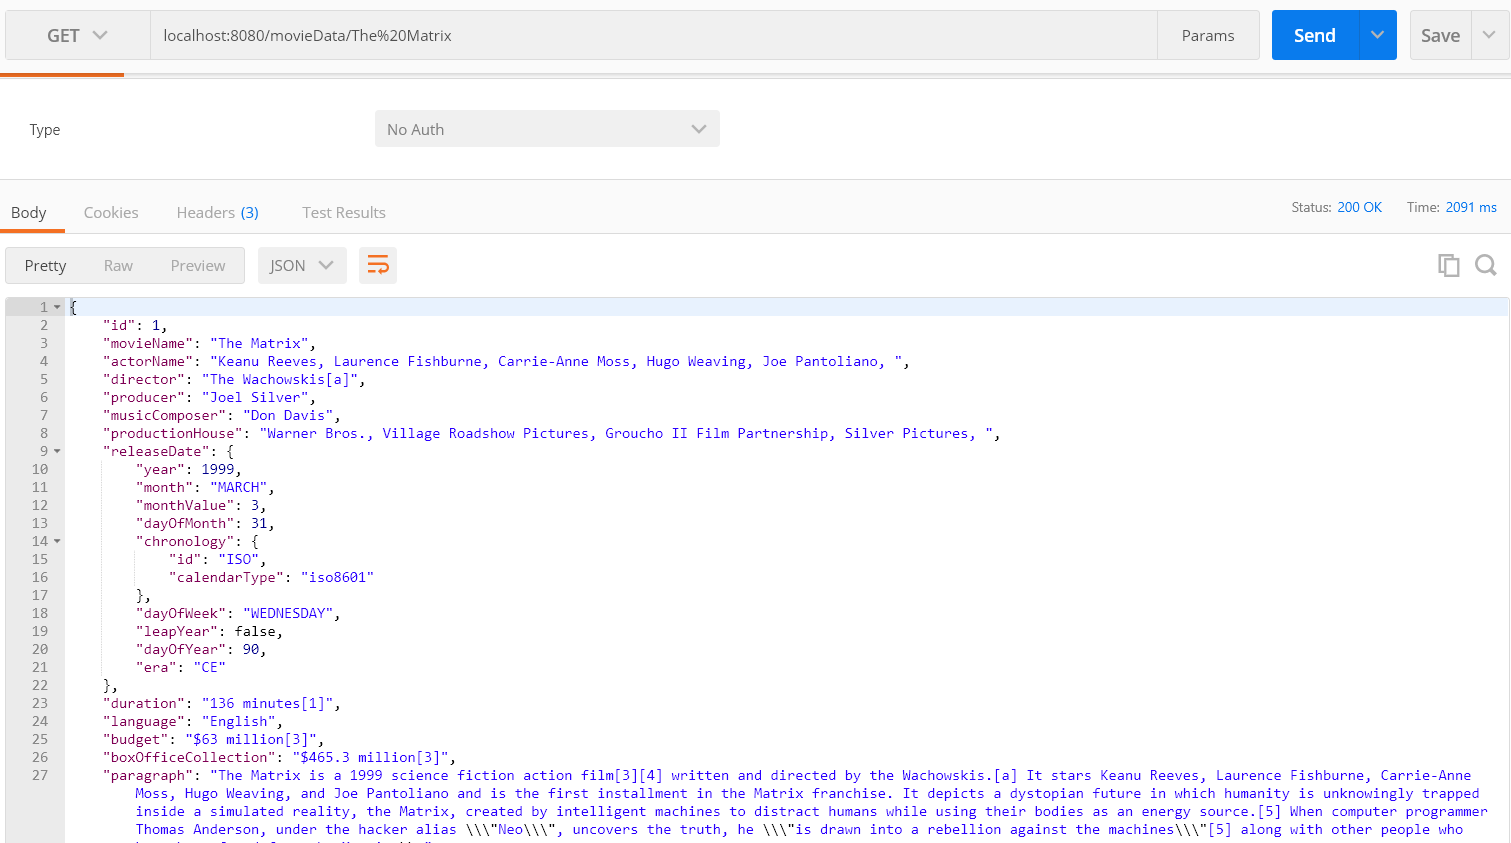 GET localhost:8080/movieData/The%20Matrix Params Send Save
Type No Auth
Body Cookies Headers (3) Test Results Status: 200 OK Time: 2091 ms
Pretty Raw Preview JSON
1 {
2 "id": 1,
3 "movieName": "The Matrix",
4 "actorName": "Keanu Reeves, Laurence Fishburne, Carrie-Anne Moss, Hugo Weaving, Joe Pantoliano, ",
5 "director": "The Wachowskis[a]",
6 "producer": "Joel Silver",
7 "musicComposer": "Don Davis",
8 "productionHouse": "Warner Bros., Village Roadshow Pictures, Groucho II Film Partnership, Silver Pictures, ",
9 "releaseDate": {
10 "year": 1999,
11 "month": "MARCH",
12 "monthValue": 3,
13 "dayOfMonth": 31,
14 "chronology": {
15 "id": "ISO",
16 "calendarType": "iso8601"
17 },
18 "dayOfWeek": "WEDNESDAY",
19 "leapYear": false,
20 "dayOfYear": 90,
21 "era": "CE"
22 },
23 "duration": "136 minutes[1]",
24 "language": "English",
25 "budget": "$63 million[3]",
26 "boxOfficeCollection": "$465.3 million[3]",
27 "paragraph": "The Matrix is a 1999 science fiction action film[3][4] written and directed by the Wachowskis.[a] It stars Keanu Reeves, Laurence Fishburne, Carrie-Anne
Moss, Hugo Weaving, and Joe Pantoliano and is the first installment in the Matrix franchise. It depicts a dystopian future in which humanity is unknowingly trapped
inside a simulated reality, the Matrix, created by intelligent machines to distract humans while using their bodies as an energy source.[5] When computer programmer
Thomas Anderson, under the hacker alias \\\"Neo\\\", uncovers the truth, he \\\"is drawn into a rebellion against the machines\\\"[5] along with other people who